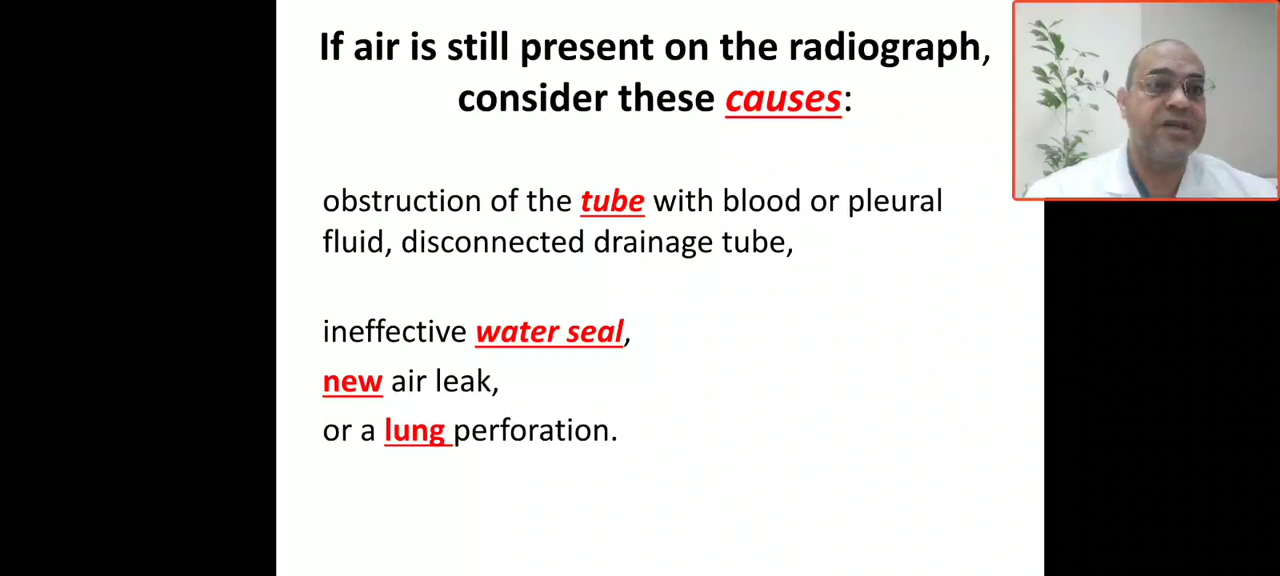 If air is still present on the radiograph,
consider these causes:
obstruction of the tube with blood or pleural
fluid, disconnected drainage tube,
ineffective water seal,
new air leak,
or a lung perforation.